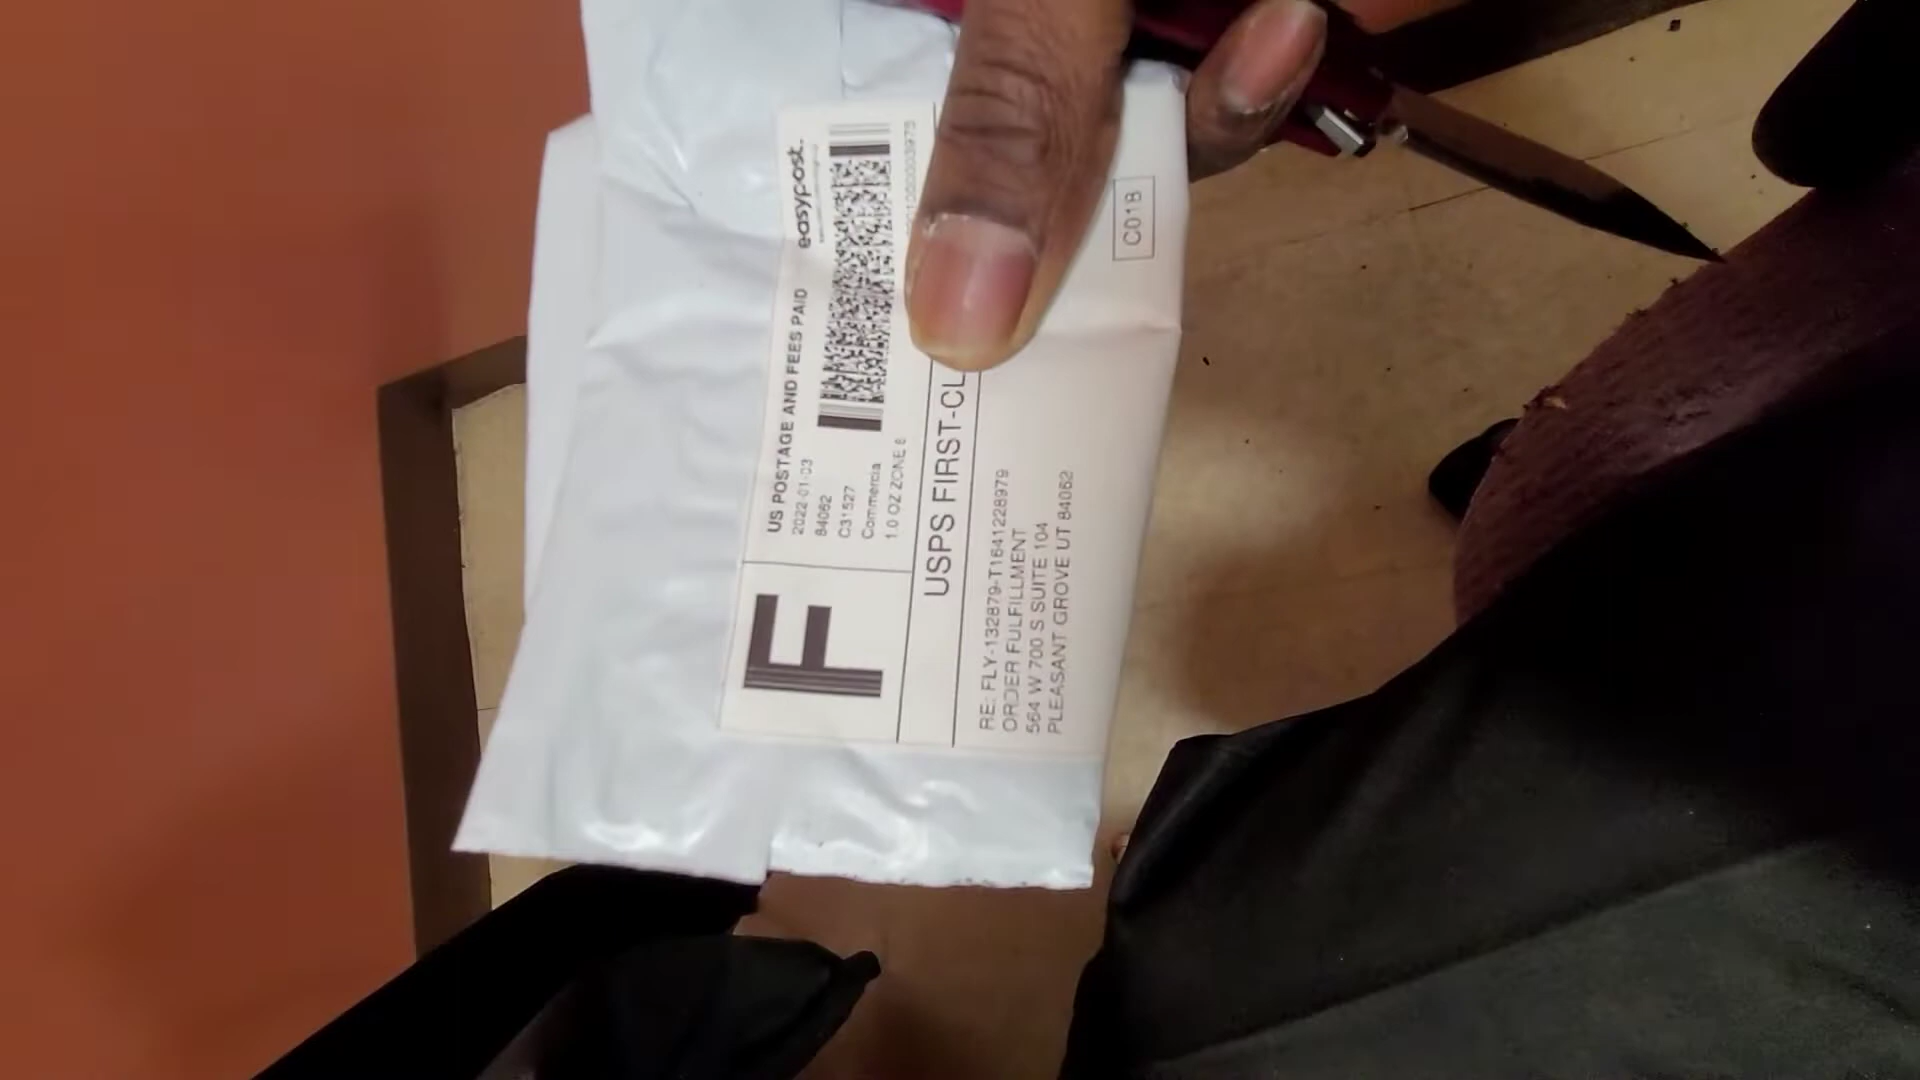 US POSTAGE AND FEES PAID
2022-01-03
84062
C31527
Commercia
1.0 OZ ZONE 6
easypost.
F
USPS FIRST-CL
RE: FLY-132879-T1641228979
ORDER FULFILLMENT
564 W 700 S SUITE 104
PLEASANT GROVE UT 84062
C018